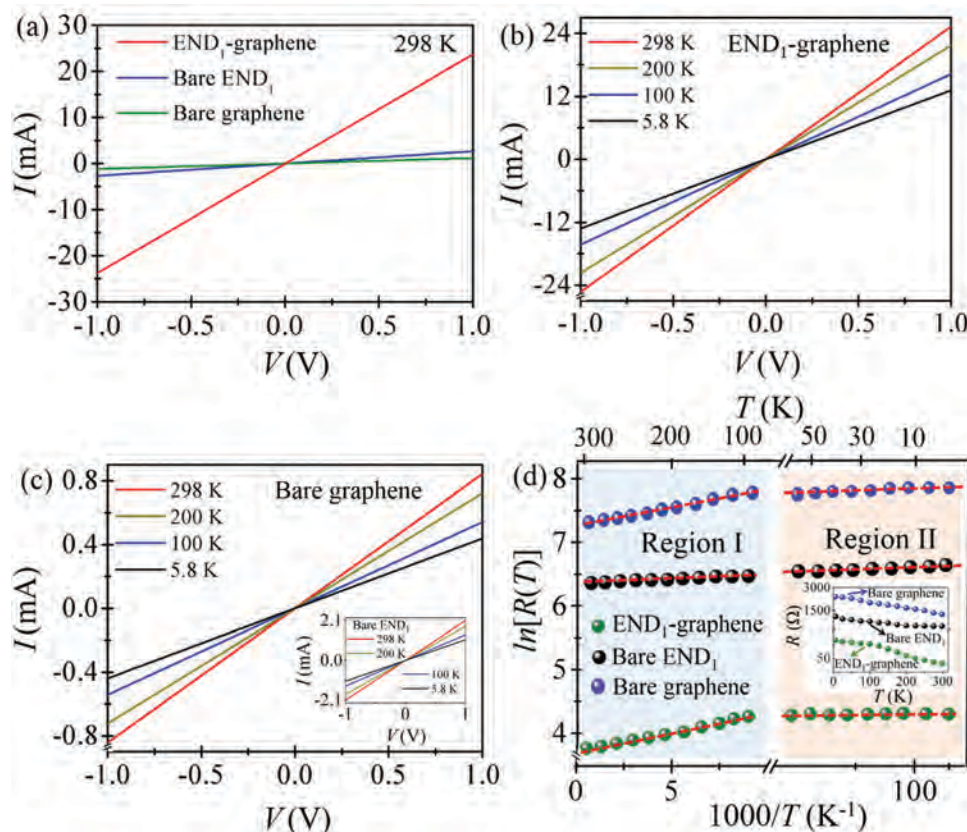 (a)
30
20
10
0
-10
-20
-30
I (mA)
END₁-graphene
298 K
Bare END₁
Bare graphene
-1.0 -0.5 0.0 0.5 1.0
V (V)
(b)
24
12
0
-12
-24
I (mA)
END₁-graphene
298 K
200 K
100 K
5.8 K
-1.0 -0.5 0.0 0.5 1.0
V (V)
(c)
0.8
0.4
0.0
-0.4
-0.8
I (mA)
Bare graphene
298 K
200 K
100 K
5.8 K
2.1
0.0
-2.1
I (mA)
Bare END₁
298 K
200 K
100 K
5.8 K
-1 0 1
V (V)
-1.0 -0.5 0.0 0.5 1.0
V (V)
T (K)
300 200 100 50 30 10
(d)
8
7
6
5
4
ln[R(T)]
Region I
Region II
END₁-graphene
Bare END₁
Bare graphene
3000
1500
50
R (Ω)
Bare graphene
Bare END₁
END₁-graphene
0 100 200 300
T (K)
0 5 100
1000/T (K⁻¹)